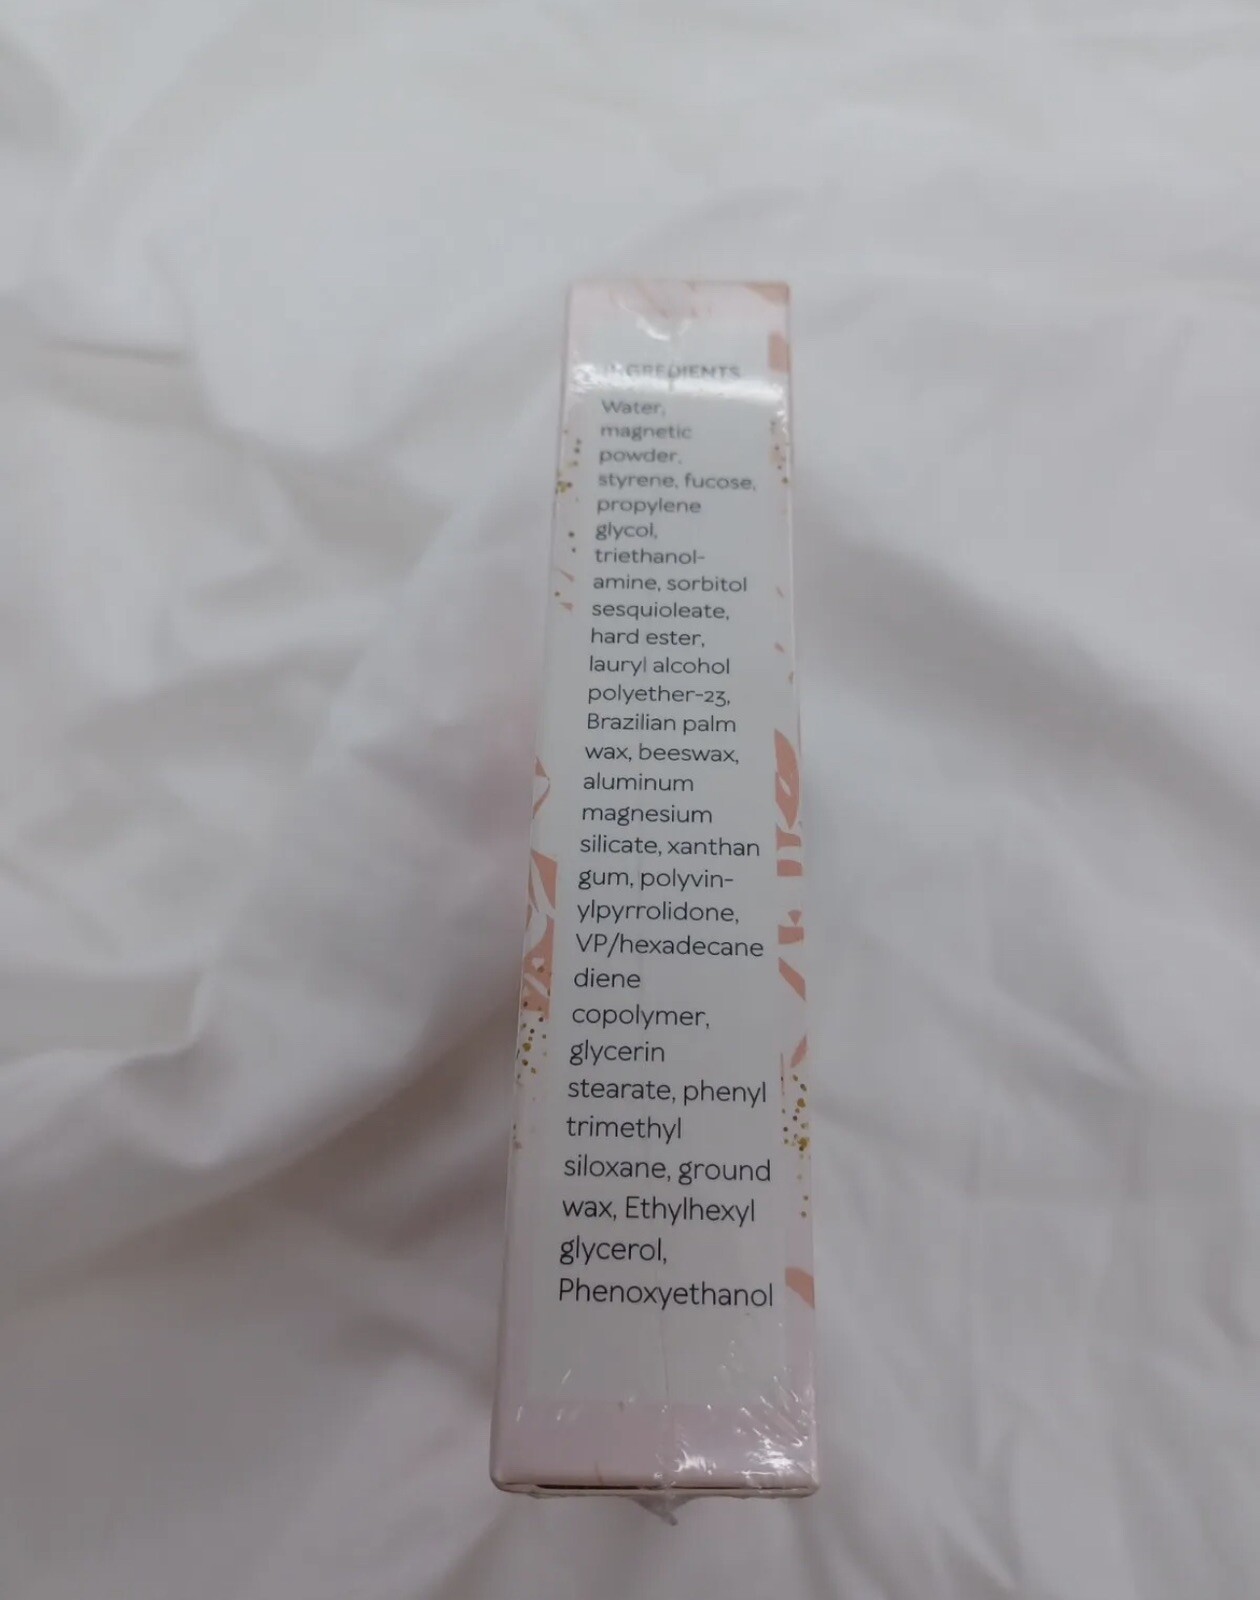 INGREDIENTS
Water,
magnetic
powder,
styrene, fucose,
propylene
glycol,
triethanol-
amine, sorbitol
sesquioleate,
hard ester,
lauryl alcohol
polyether-23,
Brazilian palm
wax, beeswax,
aluminum
magnesium
silicate, xanthan
gum, polyvin-
ylpyrrolidone,
VP/hexadecane
diene
copolymer,
glycerin
stearate, phenyl
trimethyl
siloxane, ground
wax, Ethylhexyl
glycerol,
Phenoxyethanol